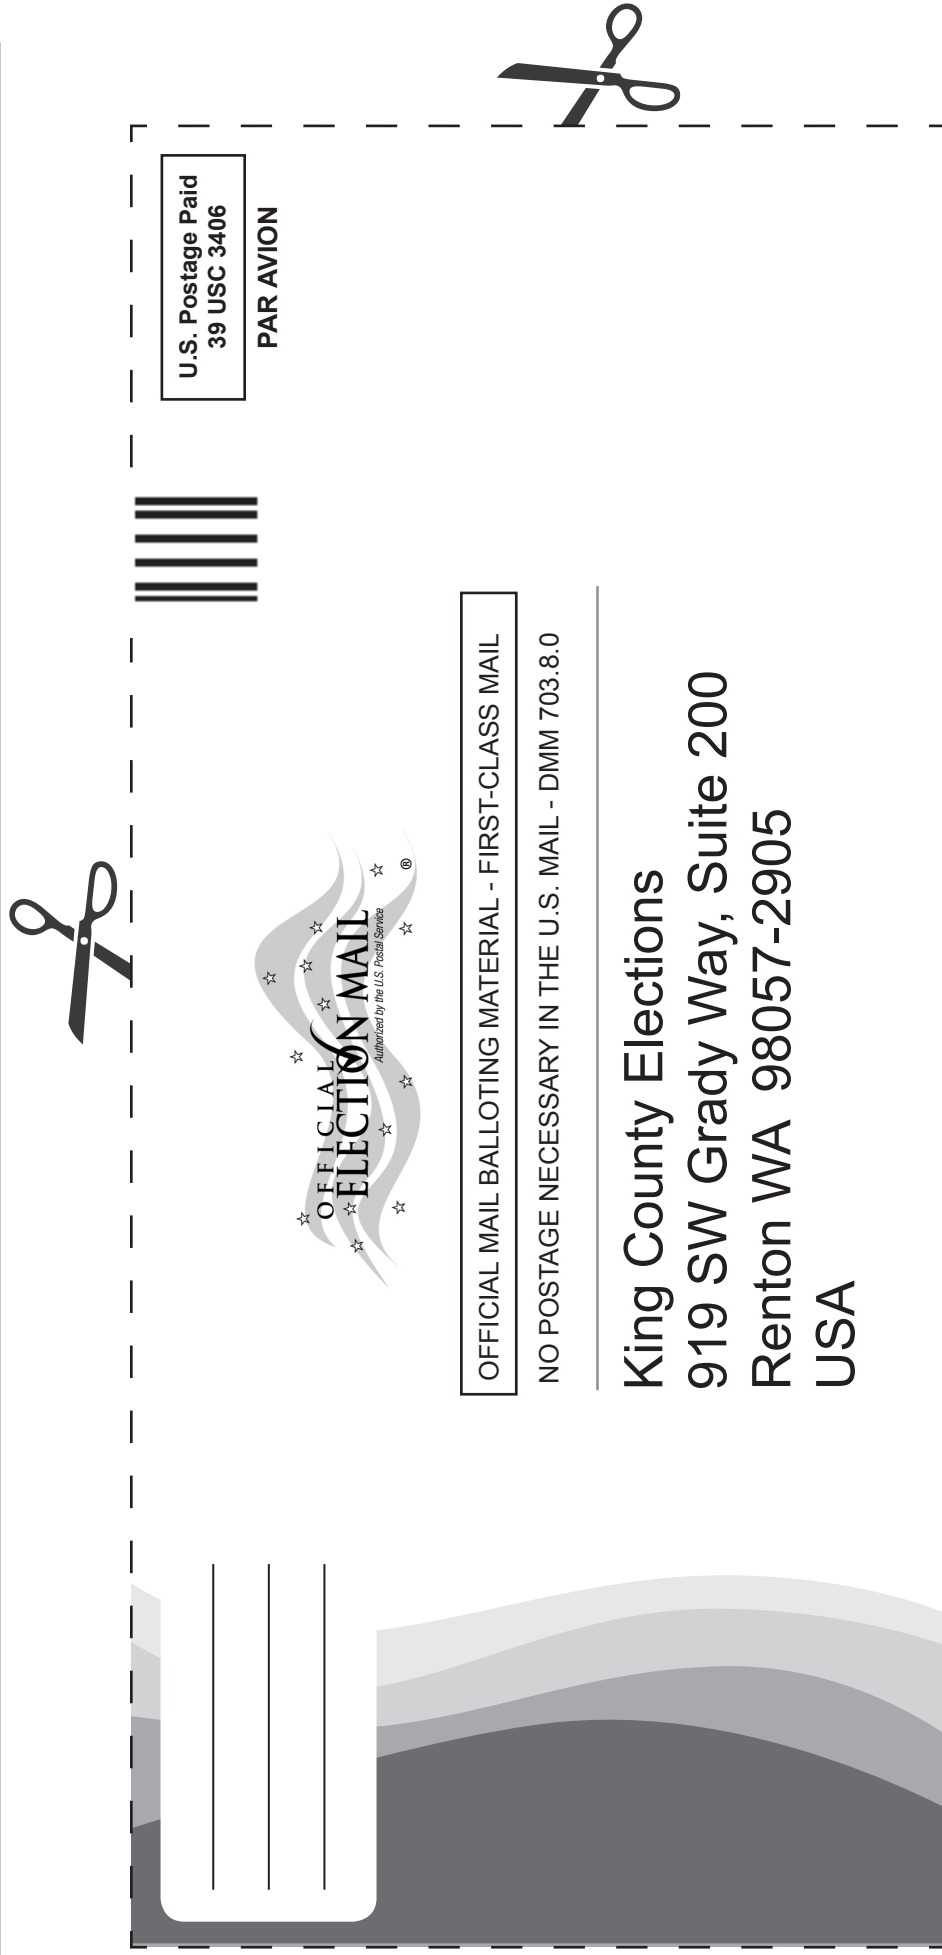 U.S. Postage Paid
39 USC 3406
PAR AVION
OFFICIAL
ELECTION MAIL
Authorized by the U.S. Postal Service
®
OFFICIAL MAIL BALLOTING MATERIAL - FIRST-CLASS MAIL
NO POSTAGE NECESSARY IN THE U.S. MAIL - DMM 703.8.0
King County Elections
919 SW Grady Way, Suite 200
Renton WA 98057-2905
USA